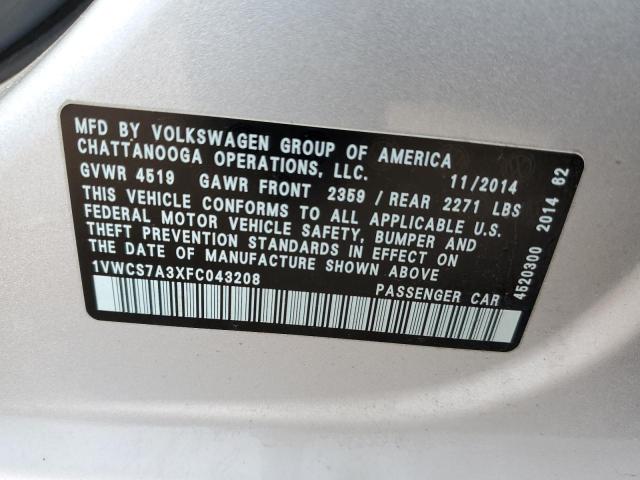 MFD BY VOLKSWAGEN GROUP OF AMERICA
CHATTANOOGA OPERATIONS, LLC. 11/2014
GVWR 4519 GAWR FRONT 2359 / REAR 2271 LBS
THIS VEHICLE CONFORMS TO ALL APPLICABLE U.S.
FEDERAL MOTOR VEHICLE SAFETY, BUMPER AND
THEFT PREVENTION STANDARDS IN EFFECT ON
THE DATE OF MANUFACTURE SHOWN ABOVE
1VWCS7A3XFC043208 PASSENGER CAR
4520300 2014 62